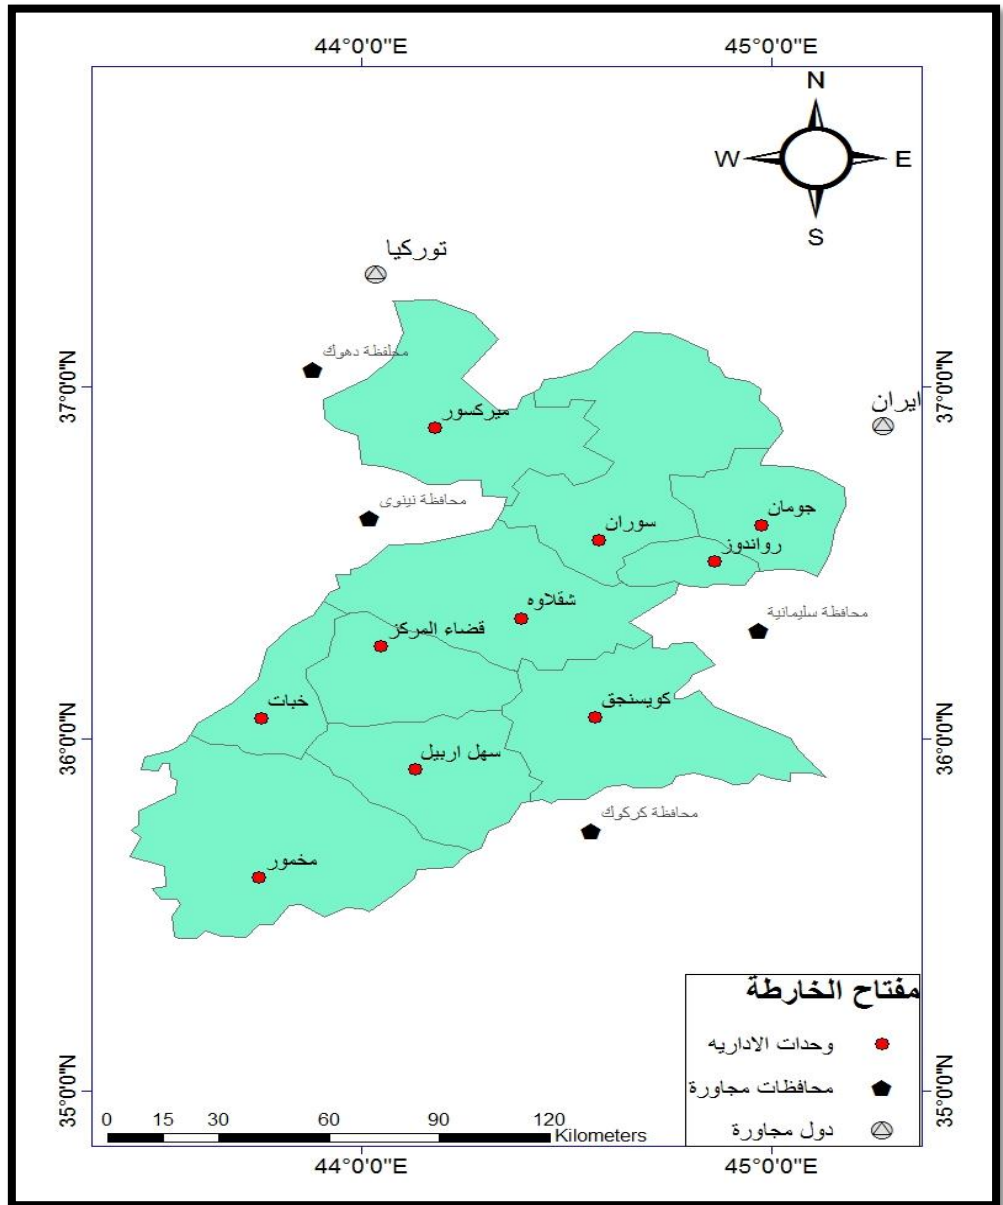 44°0'0"E 45°0'0"E
N
W E
S
توركيا
محافظة دهوك
37°0'0"N 37°0'0"N
ايران
ميركسور
محافظة نينوى
جومان
سوران
رواندوز
شقلاوه
محافظة سليمانية
قضاء المركز
خبات
كويسنجق
36°0'0"N 36°0'0"N
سهل اربيل
محافظة كركوك
مخمور
مفتاح الخارطة
وحدات الاداريه
محافظات مجاورة
دول مجاورة
35°0'0"N 35°0'0"N
0 15 30 60 90 120
Kilometers
44°0'0"E 45°0'0"E